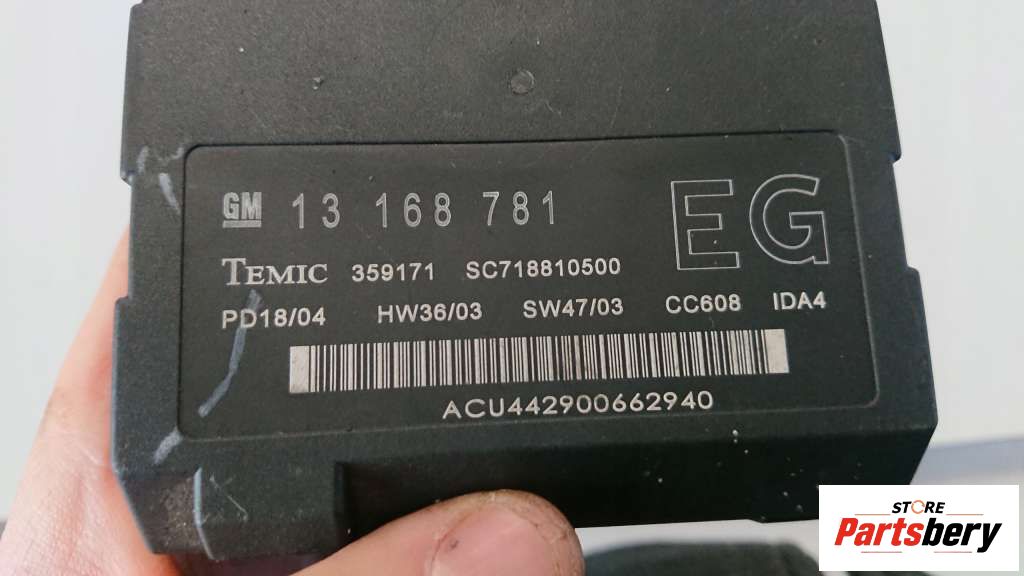 GM 13 168 781 EG
TEMIC 359171 SC718810500
PD18/04 HW36/03 SW47/03 CC608 IDA4
ACU442900662940
STORE
Partsbery